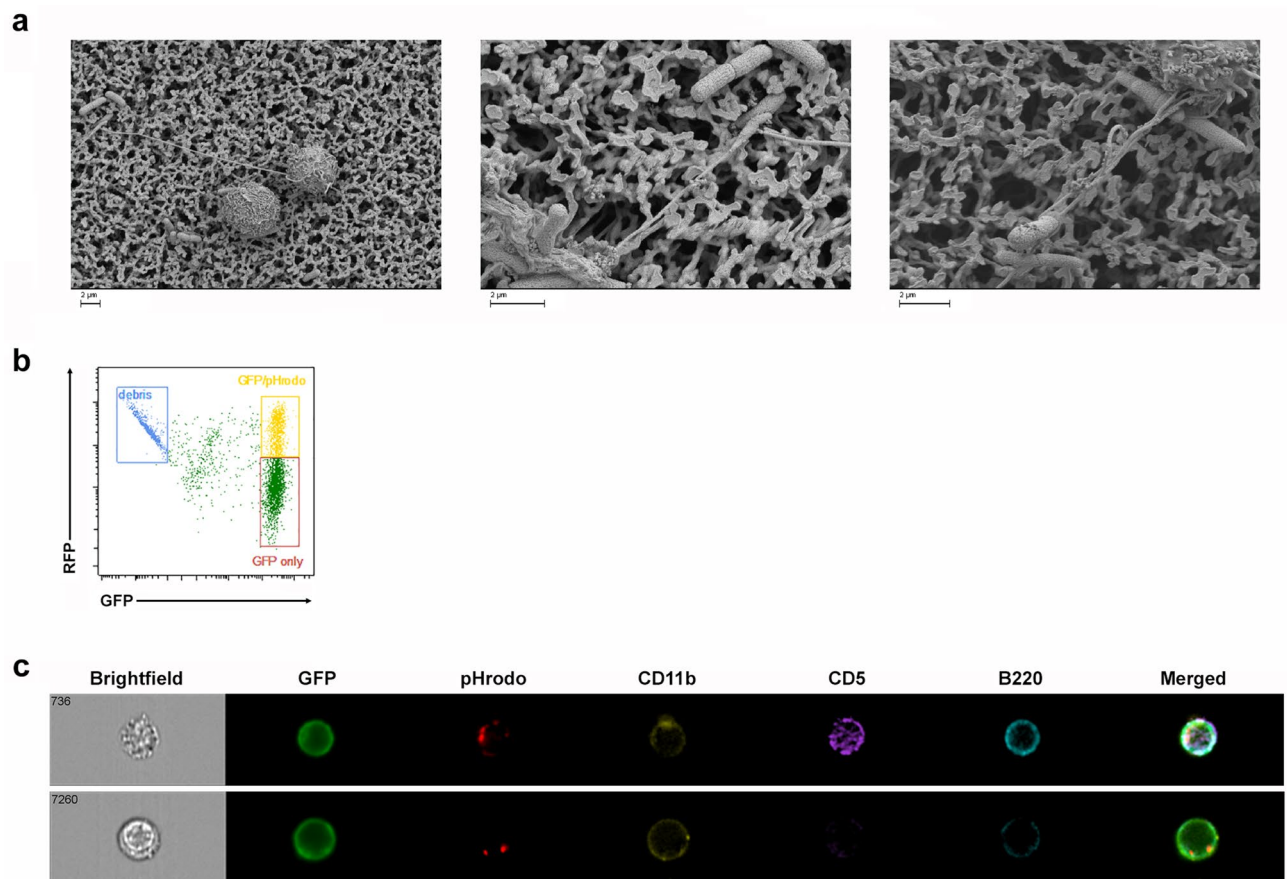 a
2 µm
2 µm
2 µm
b
debris
GFP/pHrodo
GFP only
RFP
GFP
c
Brightfield
GFP
pHrodo
CD11b
CD5
B220
Merged
736
7260